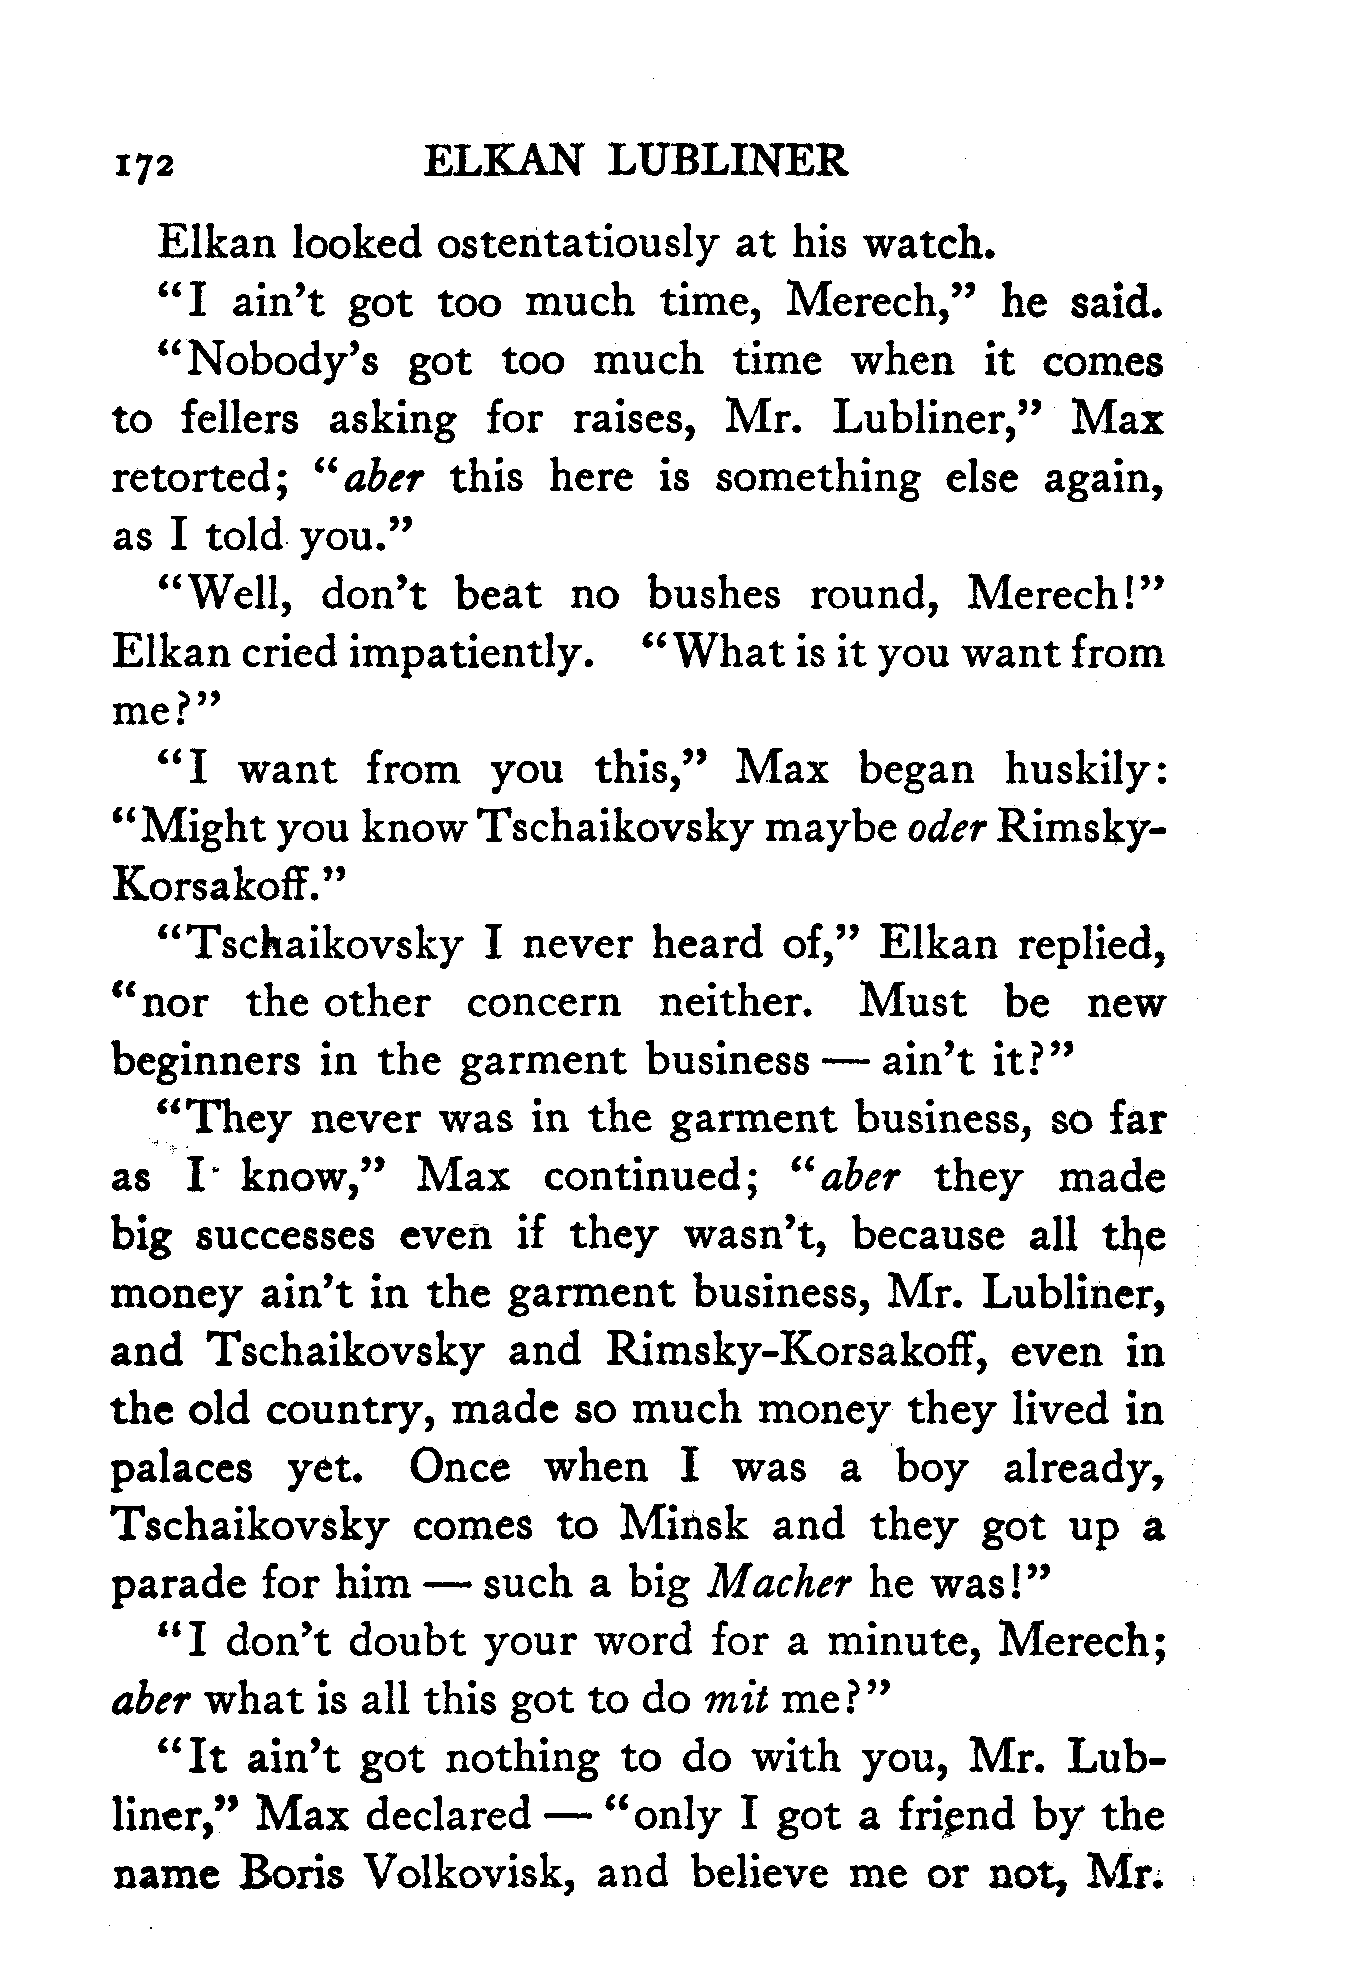 172 ELKAN LUBLINER
Elkan looked ostentatiously at his watch.
“I ain’t got too much time, Merech,” he said.
“Nobody’s got too much time when it comes
to fellers asking for raises, Mr. Lubliner,” Max
retorted; “aber this here is something else again,
as I told you.”
“Well, don’t beat no bushes round, Merech!”
Elkan cried impatiently. “What is it you want from
me?”
“I want from you this,” Max began huskily:
“Might you know Tschaikovsky maybe oder Rimsky-
Korsakoff.”
“Tschaikovsky I never heard of,” Elkan replied,
“nor the other concern neither. Must be new
beginners in the garment business — ain’t it?”
“They never was in the garment business, so far
as I know,” Max continued; “aber they made
big successes even if they wasn’t, because all the
money ain’t in the garment business, Mr. Lubliner,
and Tschaikovsky and Rimsky-Korsakoff, even in
the old country, made so much money they lived in
palaces yet. Once when I was a boy already,
Tschaikovsky comes to Minsk and they got up a
parade for him — such a big Macher he was!”
“I don’t doubt your word for a minute, Merech;
aber what is all this got to do mit me?”
“It ain’t got nothing to do with you, Mr. Lub-
liner,” Max declared — “only I got a friend by the
name Boris Volkovisk, and believe me or not, Mr.